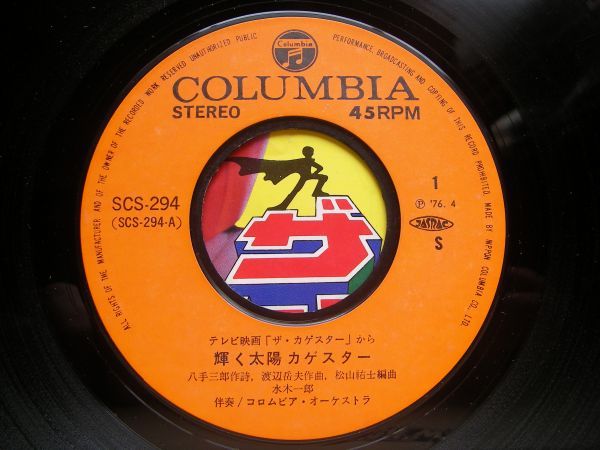 ALL RIGHTS OF THE MANUFACTURER AND OF THE OWNER OF THE RECORDED WORK RESERVED UNAUTHORIZED PUBLIC PERFORMANCE, BROADCASTING AND COPYING OF THIS RECORD PROHIBITED. MADE BY NIPPON COLUMBIA CO., LTD.
Columbia
COLUMBIA
STEREO 45RPM
SCS-294
(SCS-294-A)
1
Ⓟ '76. 4
JASRAC
S
ザ
テレビ映画「ザ・カゲスター」から
輝く太陽カゲスター
八手三郎作詩, 渡辺岳夫作曲, 松山祐士編曲
水木一郎
伴奏/コロムビア・オーケストラ